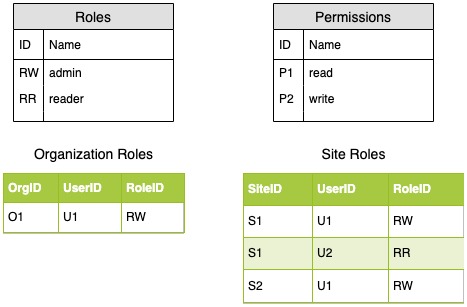 Roles
ID Name
RW admin
RR reader
Permissions
ID Name
P1 read
P2 write
Organization Roles
OrgID UserID RoleID
O1 U1 RW
Site Roles
SiteID UserID RoleID
S1 U1 RW
S1 U2 RR
S2 U1 RW